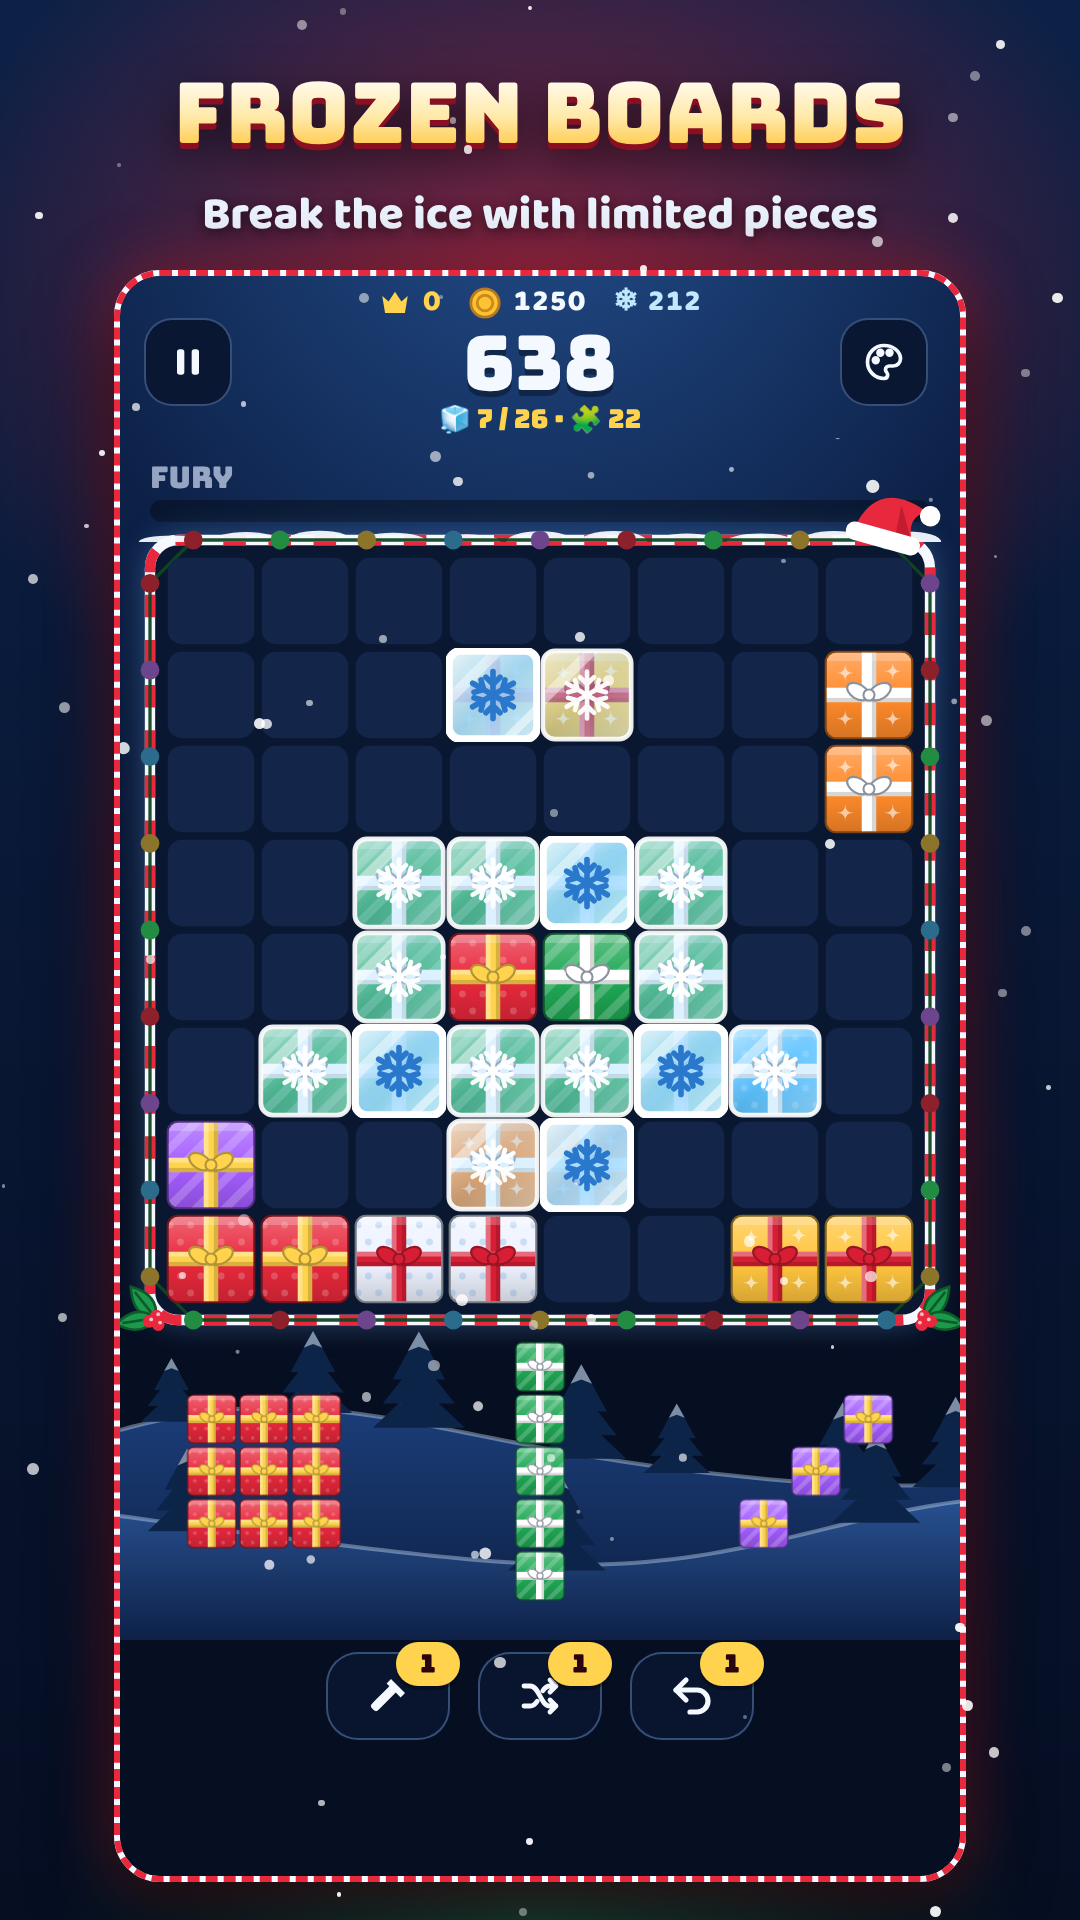 FROZEN BOARDS
Break the ice with limited pieces
0 1250 212
638
7 / 26 · 22
FURY
1 1 1